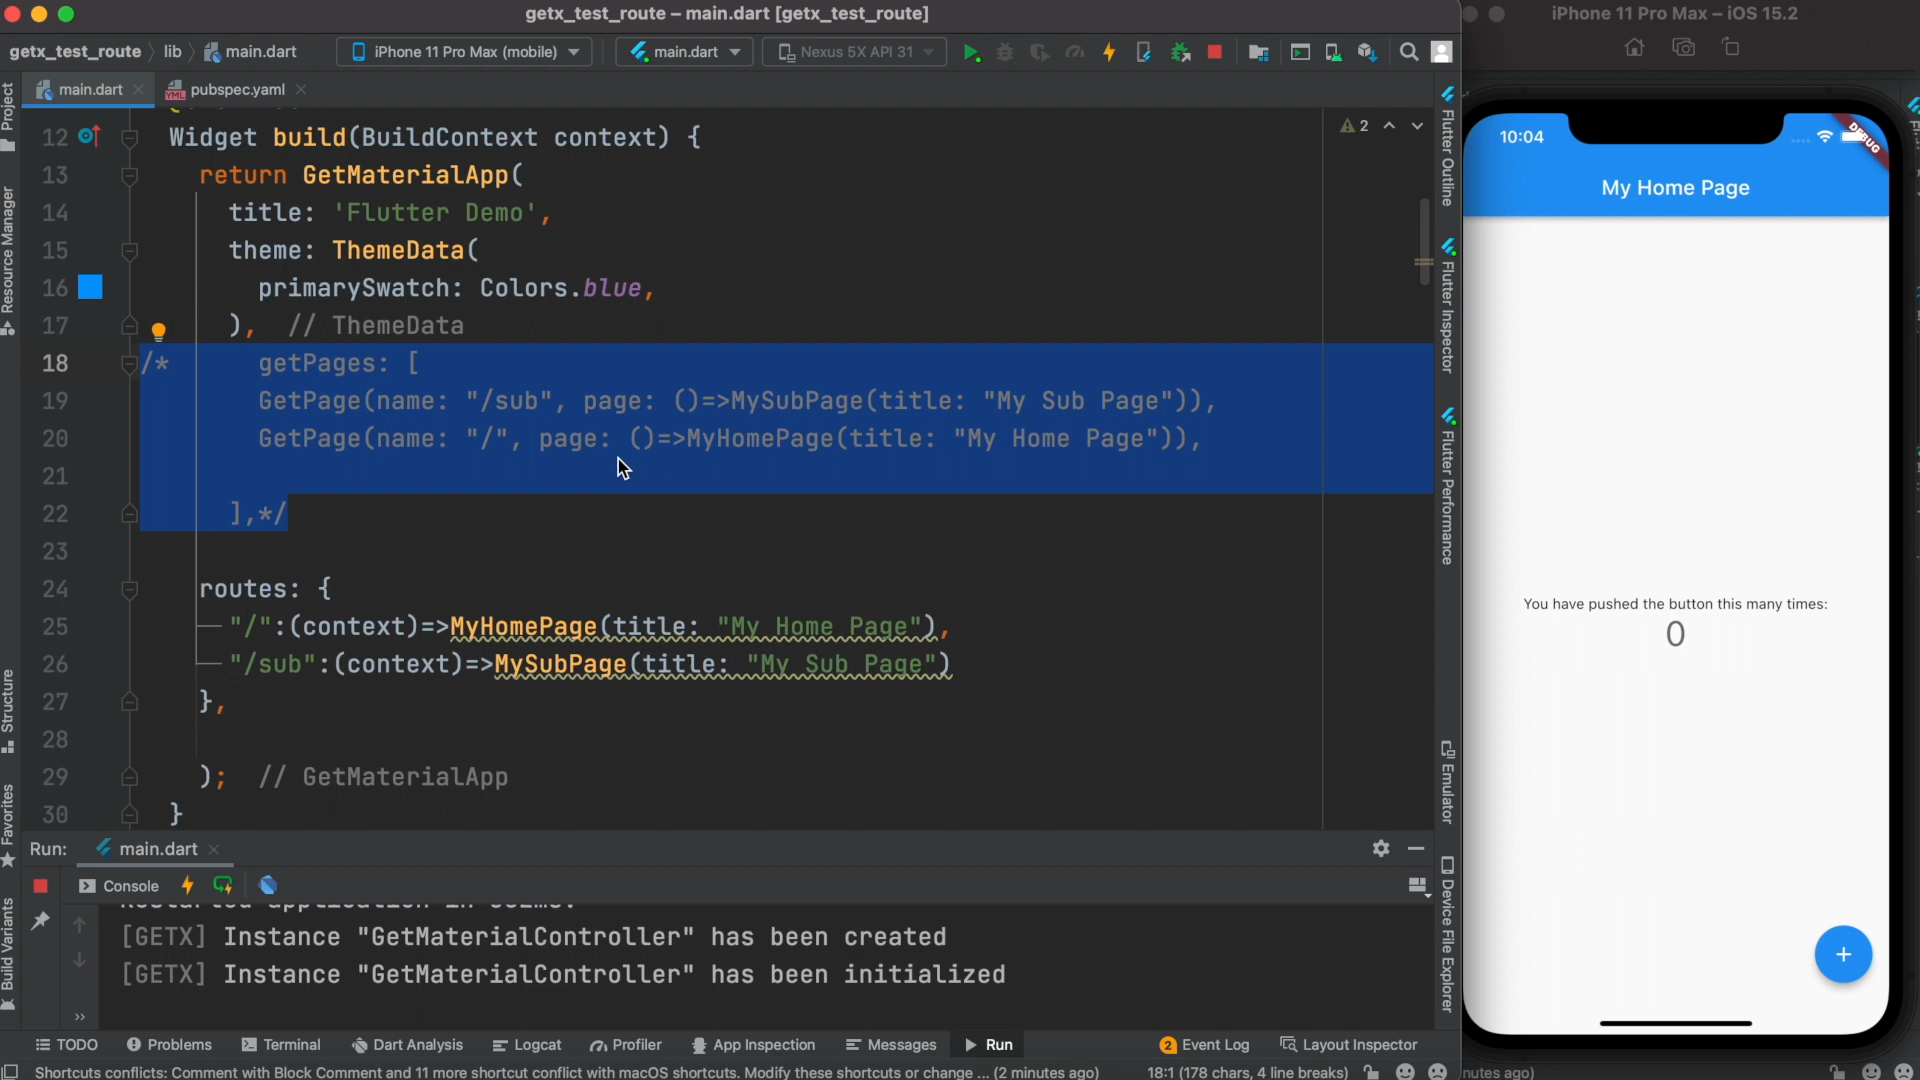 getx_test_route – main.dart [getx_test_route]
iPhone 11 Pro Max – iOS 15.2
getx_test_route
lib
main.dart
iPhone 11 Pro Max (mobile)
main.dart
Nexus 5X API 31
main.dart
pubspec.yaml
Project
Resource Manager
Structure
Favorites
Build Variants
12 Widget build(BuildContext context) {
13 return GetMaterialApp(
14 title: 'Flutter Demo',
15 theme: ThemeData(
16 primarySwatch: Colors.blue,
17 ), // ThemeData
18 /* getPages: [
19 GetPage(name: "/sub", page: ()=>MySubPage(title: "My Sub Page")),
20 GetPage(name: "/", page: ()=>MyHomePage(title: "My Home Page")),
21
22 ],*/
23
24 routes: {
25 "/":(context)=>MyHomePage(title: "My Home Page"),
26 "/sub":(context)=>MySubPage(title: "My Sub Page")
27 },
28
29 ); // GetMaterialApp
30 }
2
Flutter Outline
Flutter Inspector
Flutter Performance
Emulator
Device File Explorer
10:04
DEBUG
My Home Page
You have pushed the button this many times:
0
+
Run:
main.dart
Console
[GETX] Instance "GetMaterialController" has been created
[GETX] Instance "GetMaterialController" has been initialized
TODO
Problems
Terminal
Dart Analysis
Logcat
Profiler
App Inspection
Messages
Run
2 Event Log
Layout Inspector
Shortcuts conflicts: Comment with Block Comment and 11 more shortcut conflict with macOS shortcuts. Modify these shortcuts or change ... (2 minutes ago)
18:1 (178 chars, 4 line breaks)
nutes ago)